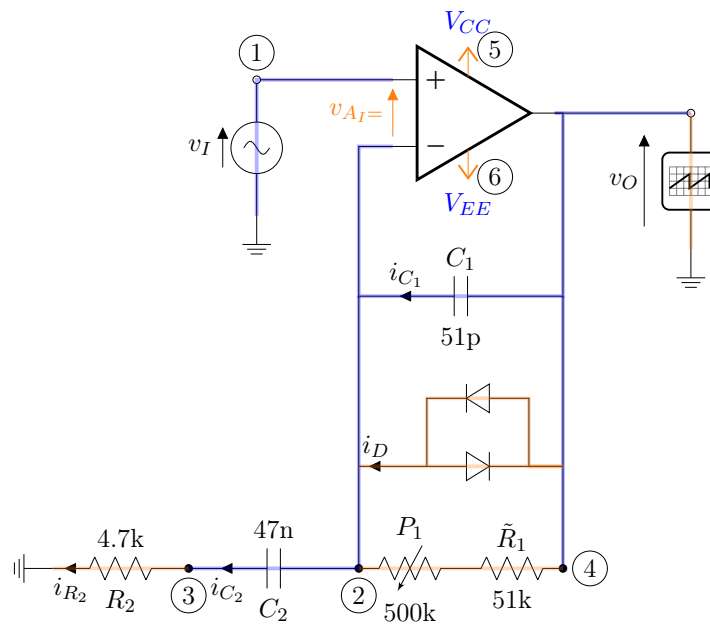 V_CC
5
1
+
v_I
v_{A_I=}
−
6
V_EE
v_O
C_1
i_{C_1}
51p
i_D
4.7k
47n
P_1
R̃_1
i_{R_2}
R_2
3
i_{C_2}
C_2
2
500k
51k
4